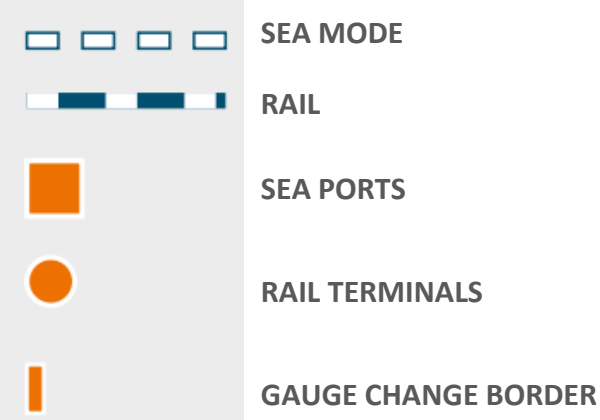 SEA MODE
RAIL
SEA PORTS
RAIL TERMINALS
GAUGE CHANGE BORDER